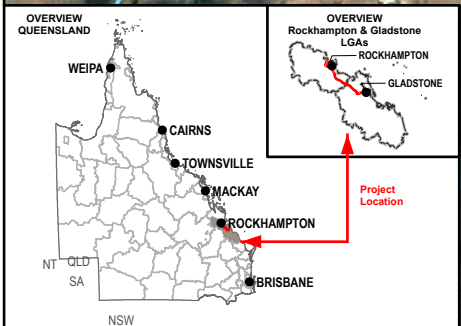 OVERVIEW
QUEENSLAND
WEIPA
CAIRNS
TOWNSVILLE
MACKAY
ROCKHAMPTON
BRISBANE
NT
QLD
SA
NSW
OVERVIEW
Rockhampton & Gladstone
LGAs
ROCKHAMPTON
GLADSTONE
Project
Location